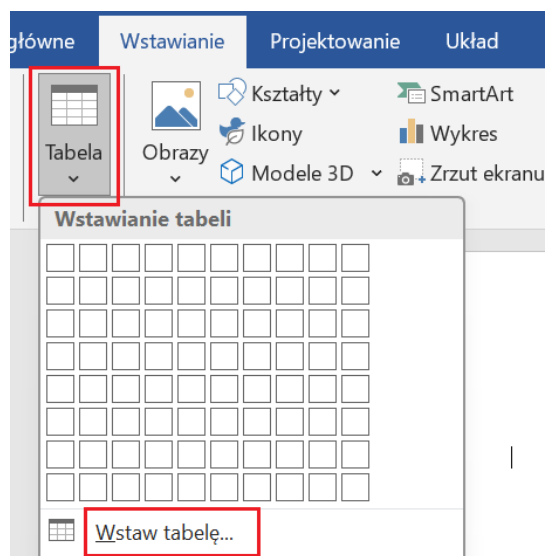 główne Wstawianie Projektowanie Układ
Tabela
Obrazy
Kształty
Ikony
Modele 3D
SmartArt
Wykres
Zrzut ekranu
Wstawianie tabeli
Wstaw tabelę...